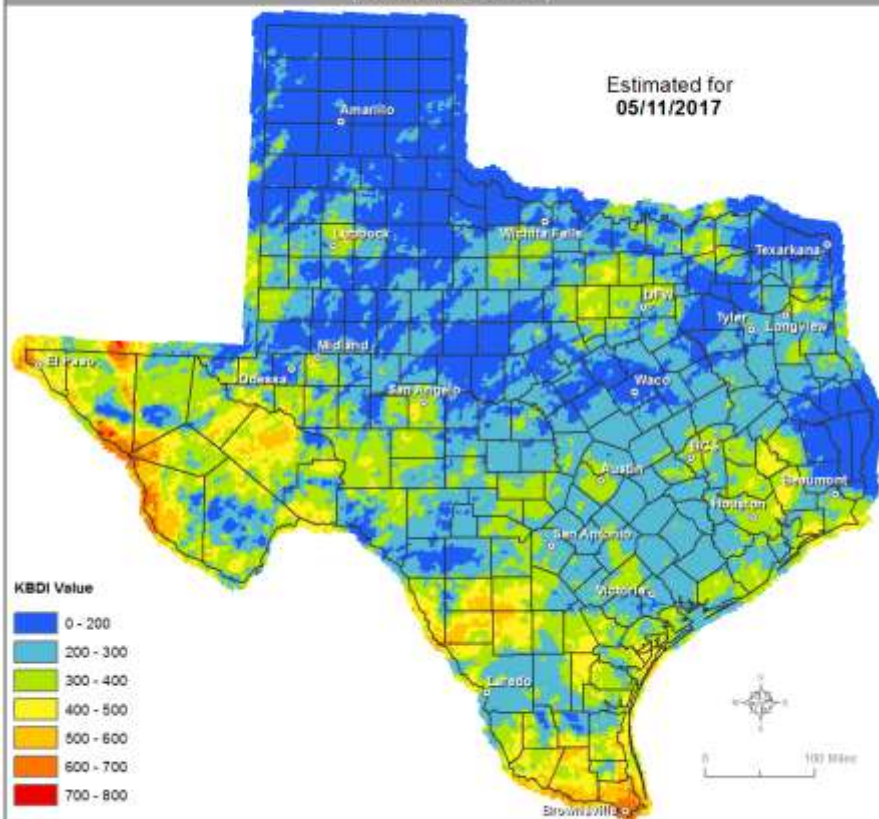 Estimated for
05/11/2017
Amarillo
Lubbock
Wichita Falls
Texarkana
DFW
Tyler
Longview
Midland
El Paso
Odessa
San Angelo
Waco
Austin
Beaumont
Houston
San Antonio
Victoria
KBDI Value
0 - 200
200 - 300
300 - 400
400 - 500
500 - 600
600 - 700
700 - 800
Laredo
0 100 Miles
Brownsville